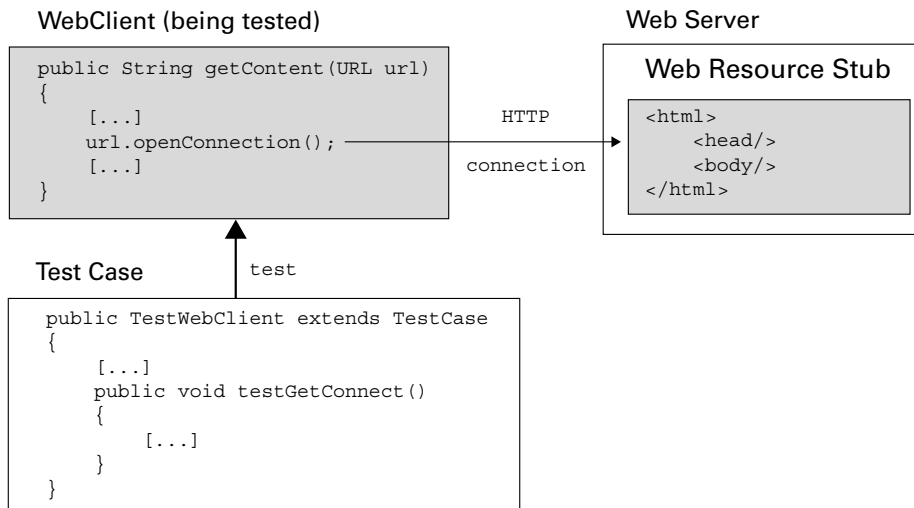 WebClient (being tested)
public String getContent(URL url)
{
[...]
url.openConnection();
[...]
}
HTTP
connection
Web Server
Web Resource Stub
<html>
<head/>
<body/>
</html>
test
Test Case
public TestWebClient extends TestCase
{
[...]
public void testGetConnect()
{
[...]
}
}